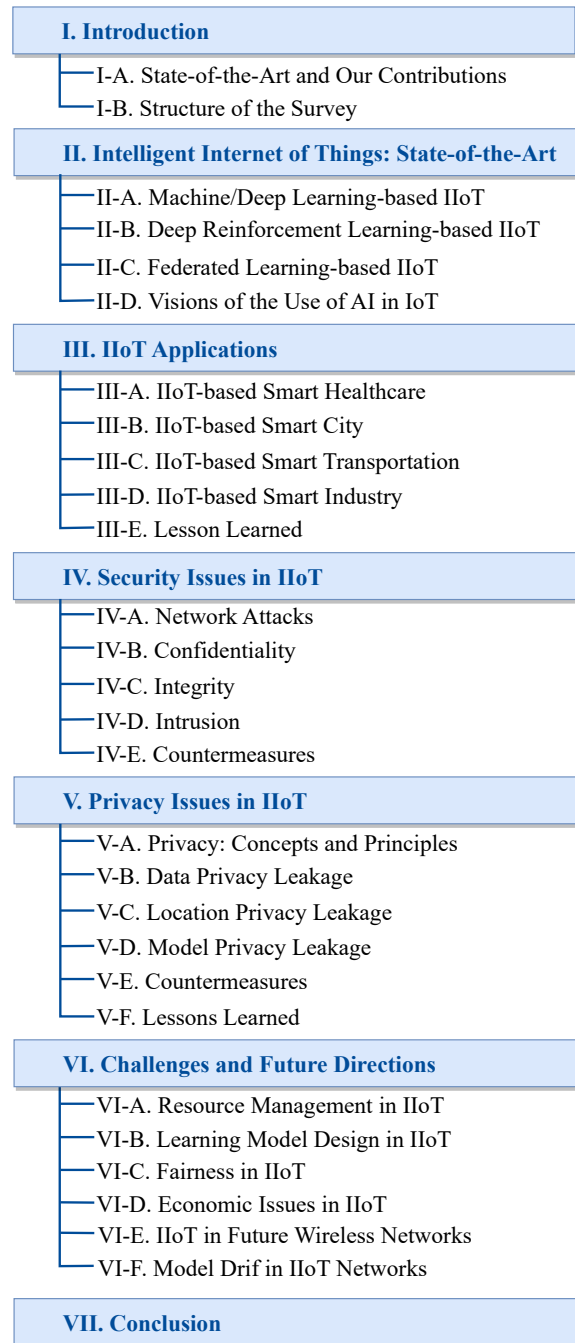 I. Introduction
I-A. State-of-the-Art and Our Contributions
I-B. Structure of the Survey
II. Intelligent Internet of Things: State-of-the-Art
II-A. Machine/Deep Learning-based IIoT
II-B. Deep Reinforcement Learning-based IIoT
II-C. Federated Learning-based IIoT
II-D. Visions of the Use of AI in IoT
III. IIoT Applications
III-A. IIoT-based Smart Healthcare
III-B. IIoT-based Smart City
III-C. IIoT-based Smart Transportation
III-D. IIoT-based Smart Industry
III-E. Lesson Learned
IV. Security Issues in IIoT
IV-A. Network Attacks
IV-B. Confidentiality
IV-C. Integrity
IV-D. Intrusion
IV-E. Countermeasures
V. Privacy Issues in IIoT
V-A. Privacy: Concepts and Principles
V-B. Data Privacy Leakage
V-C. Location Privacy Leakage
V-D. Model Privacy Leakage
V-E. Countermeasures
V-F. Lessons Learned
VI. Challenges and Future Directions
VI-A. Resource Management in IIoT
VI-B. Learning Model Design in IIoT
VI-C. Fairness in IIoT
VI-D. Economic Issues in IIoT
VI-E. IIoT in Future Wireless Networks
VI-F. Model Drif in IIoT Networks
VII. Conclusion